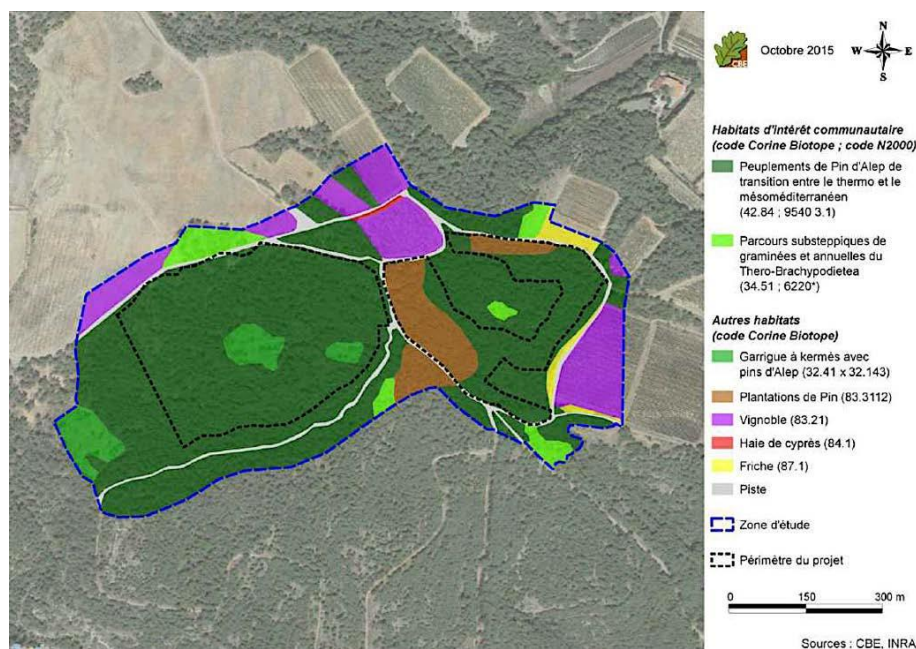 CBE
Octobre 2015
N
W
E
S
Habitats d'intérêt communautaire
(code Corine Biotope ; code N2000)
Peuplements de Pin d'Alep de
transition entre le thermo et le
mésoméditerranéen
(42.84 ; 9540 3.1)
Parcours substeppiques de
graminées et annuelles du
Thero-Brachypodietea
(34.51 ; 6220*)
Autres habitats
(code Corine Biotope)
Garrigue à kermés avec
pins d'Alep (32.41 x 32.143)
Plantations de Pin (83.3112)
Vignoble (83.21)
Haie de cyprès (84.1)
Friche (87.1)
Piste
Zone d'étude
Périmètre du projet
0 150 300 m
Sources : CBE, INRA